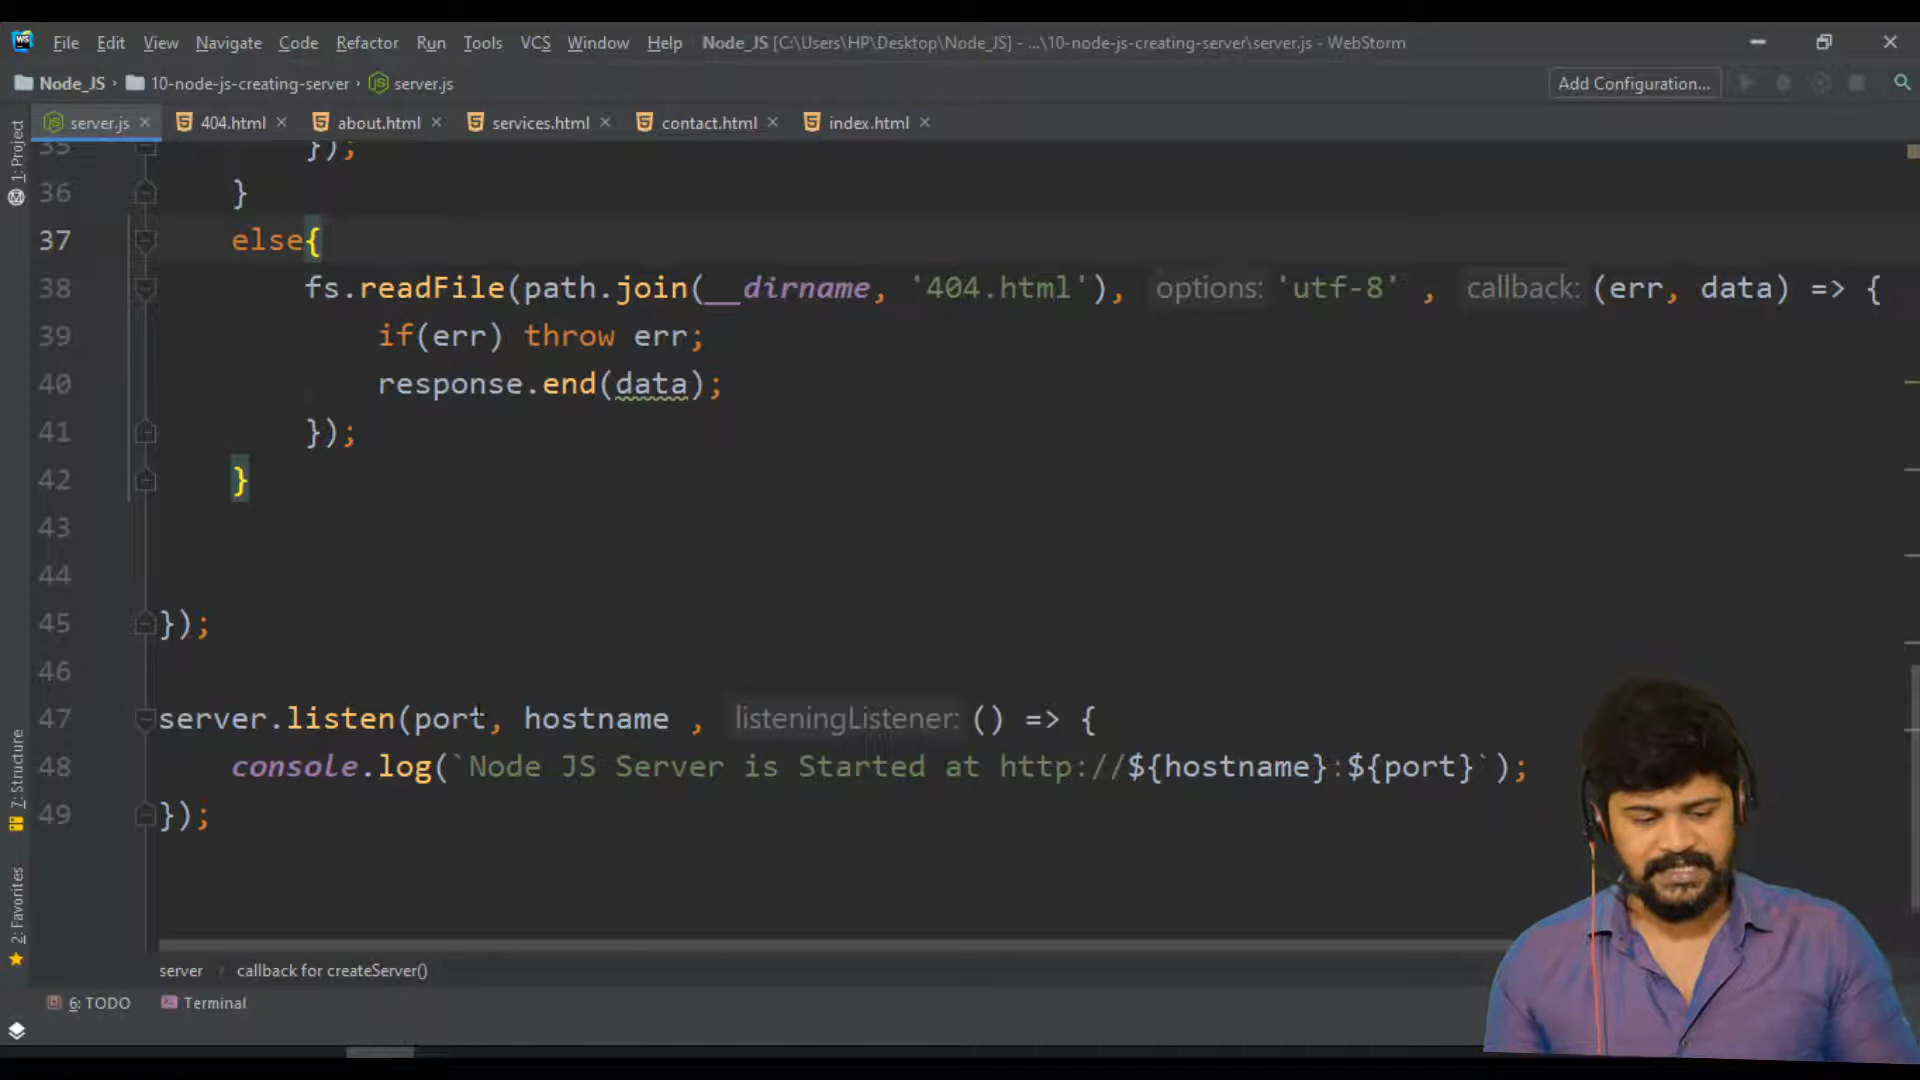 WS File Edit View Navigate Code Refactor Run Tools VCS Window Help Node_JS [C:\Users\HP\Desktop\Node_JS] - ...\10-node-js-creating-server\server.js - WebStorm
Node_JS › 10-node-js-creating-server › server.js Add Configuration...
server.js 404.html about.html services.html contact.html index.html
1: Project
7: Structure
2: Favorites
35 });
36 }
37 else{
38 fs.readFile(path.join(__dirname, '404.html'), options: 'utf-8' , callback: (err, data) => {
39 if(err) throw err;
40 response.end(data);
41 });
42 }
43
44
45 });
46
47 server.listen(port, hostname , listeningListener: () => {
48 console.log(`Node JS Server is Started at http://${hostname}:${port}`);
49 });
server › callback for createServer()
6: TODO Terminal